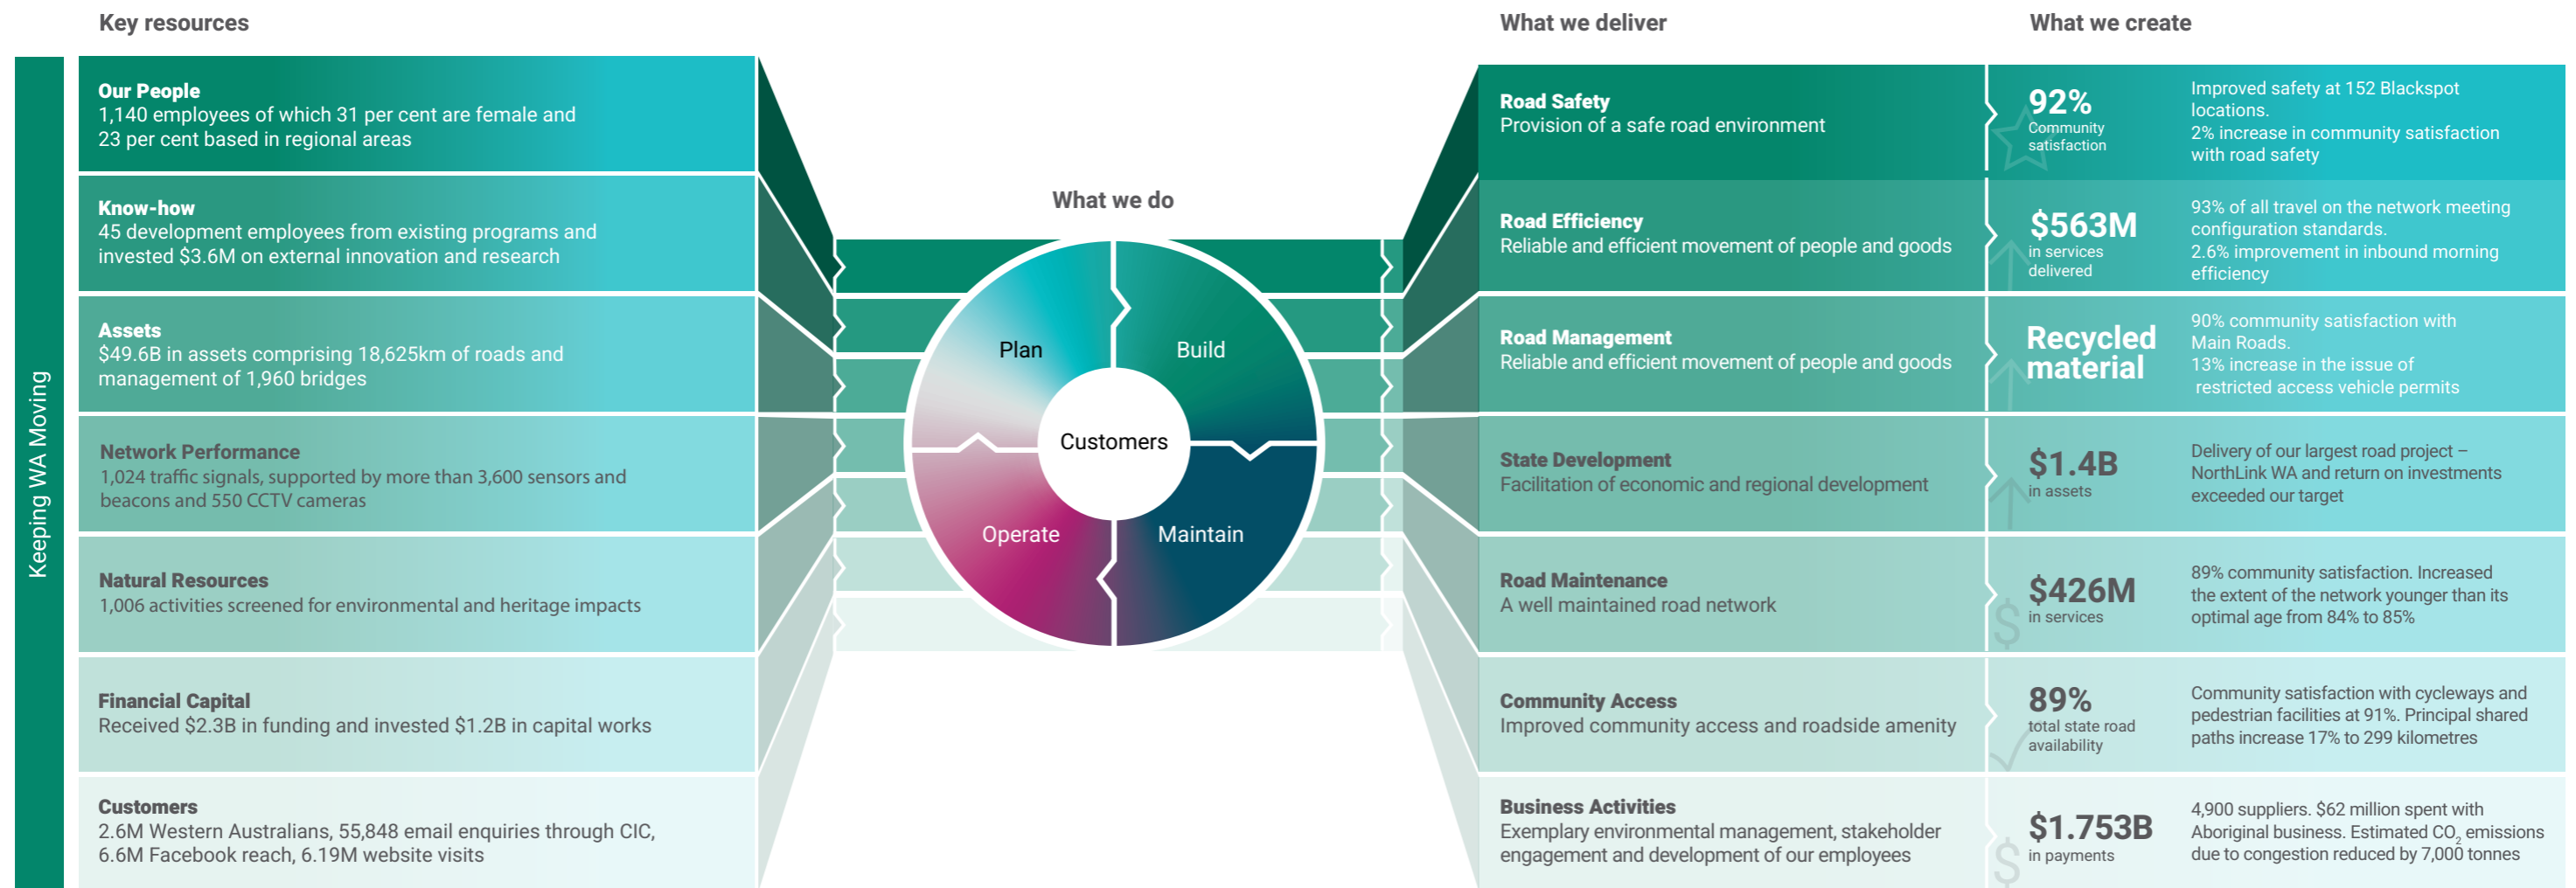 Key resources
What we deliver
What we create
Keeping WA Moving
Our People
1,140 employees of which 31 per cent are female and
23 per cent based in regional areas
Know-how
45 development employees from existing programs and
invested $3.6M on external innovation and research
Assets
$49.6B in assets comprising 18,625km of roads and
management of 1,960 bridges
Network Performance
1,024 traffic signals, supported by more than 3,600 sensors and
beacons and 550 CCTV cameras
Natural Resources
1,006 activities screened for environmental and heritage impacts
Financial Capital
Received $2.3B in funding and invested $1.2B in capital works
Customers
2.6M Western Australians, 55,848 email enquiries through CIC,
6.6M Facebook reach, 6.19M website visits
What we do
Plan
Build
Customers
Operate
Maintain
Road Safety
Provision of a safe road environment
92%
Community
satisfaction
Improved safety at 152 Blackspot
locations.
2% increase in community satisfaction
with road safety
Road Efficiency
Reliable and efficient movement of people and goods
$563M
in services
delivered
93% of all travel on the network meeting
configuration standards.
2.6% improvement in inbound morning
efficiency
Road Management
Reliable and efficient movement of people and goods
Recycled
material
90% community satisfaction with
Main Roads.
13% increase in the issue of
restricted access vehicle permits
State Development
Facilitation of economic and regional development
$1.4B
in assets
Delivery of our largest road project –
NorthLink WA and return on investments
exceeded our target
Road Maintenance
A well maintained road network
$426M
in services
89% community satisfaction. Increased
the extent of the network younger than its
optimal age from 84% to 85%
Community Access
Improved community access and roadside amenity
89%
total state road
availability
Community satisfaction with cycleways and
pedestrian facilities at 91%. Principal shared
paths increase 17% to 299 kilometres
Business Activities
Exemplary environmental management, stakeholder
engagement and development of our employees
$1.753B
in payments
4,900 suppliers. $62 million spent with
Aboriginal business. Estimated CO₂ emissions
due to congestion reduced by 7,000 tonnes